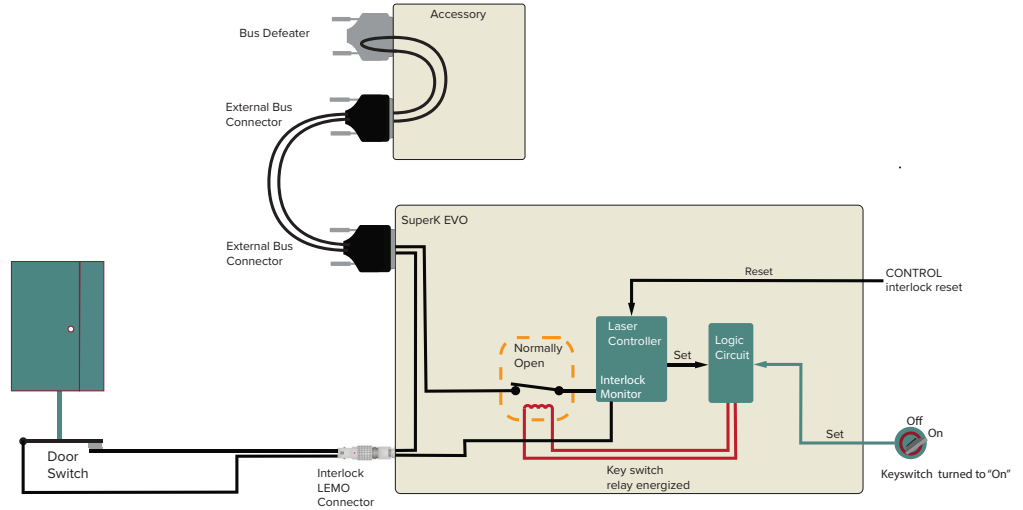 Accessory
Bus Defeater
External Bus
Connector
SuperK EVO
External Bus
Connector
Reset
CONTROL
interlock reset
Laser
Controller
Logic
Circuit
Normally
Open
Set
Interlock
Monitor
Off
On
Set
Door
Switch
Interlock
LEMO
Connector
Key switch
relay energized
Keyswitch turned to "On"